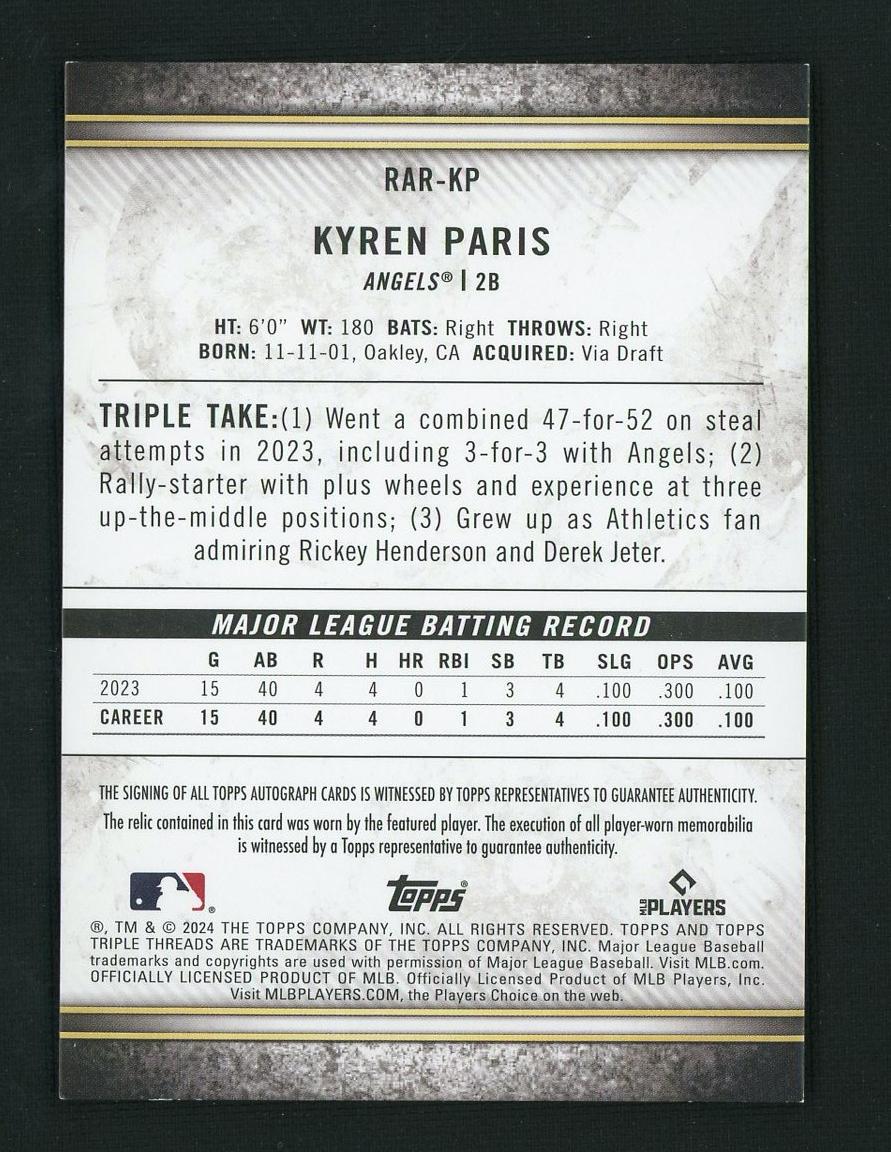 RAR-KP
KYREN PARIS
ANGELS® | 2B
HT: 6'0" WT: 180 BATS: Right THROWS: Right
BORN: 11-11-01, Oakley, CA ACQUIRED: Via Draft
TRIPLE TAKE:(1) Went a combined 47-for-52 on steal
attempts in 2023, including 3-for-3 with Angels; (2)
Rally-starter with plus wheels and experience at three
up-the-middle positions; (3) Grew up as Athletics fan
admiring Rickey Henderson and Derek Jeter.
MAJOR LEAGUE BATTING RECORD
G AB R H HR RBI SB TB SLG OPS AVG
2023 15 40 4 4 0 1 3 4 .100 .300 .100
CAREER 15 40 4 4 0 1 3 4 .100 .300 .100
THE SIGNING OF ALL TOPPS AUTOGRAPH CARDS IS WITNESSED BY TOPPS REPRESENTATIVES TO GUARANTEE AUTHENTICITY.
The relic contained in this card was worn by the featured player. The execution of all player-worn memorabilia
is witnessed by a Topps representative to guarantee authenticity.
® topps® MLB PLAYERS
®, TM & © 2024 THE TOPPS COMPANY, INC. ALL RIGHTS RESERVED. TOPPS AND TOPPS
TRIPLE THREADS ARE TRADEMARKS OF THE TOPPS COMPANY, INC. Major League Baseball
trademarks and copyrights are used with permission of Major League Baseball. Visit MLB.com.
OFFICIALLY LICENSED PRODUCT OF MLB. Officially Licensed Product of MLB Players, Inc.
Visit MLBPLAYERS.COM, the Players Choice on the web.